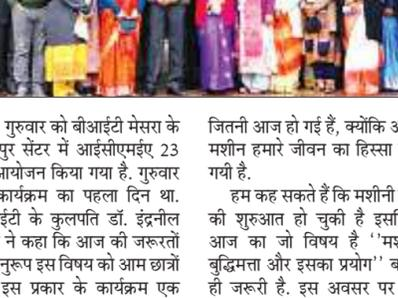 गुरुवार को बीआईटी मेसरा के
पुर सेंटर में आईसीएमईए 23
आयोजन किया गया है. गुरुवार
कार्यक्रम का पहला दिन था.
ईटी के कुलपति डॉ. इंद्रनील
ने कहा कि आज की जरूरतों
नुरूप इस विषय को आम छात्रों
इस प्रकार के कार्यक्रम एक
जितनी आज हो गई हैं, क्योंकि
मशीन हमारे जीवन का हिस्सा
गयी है.
हम कह सकते हैं कि मशीनी
की शुरुआत हो चुकी है इसलि
आज का जो विषय है ''मश
बुद्धिमत्ता और इसका प्रयोग'' ब
ही जरूरी है. इस अवसर पर